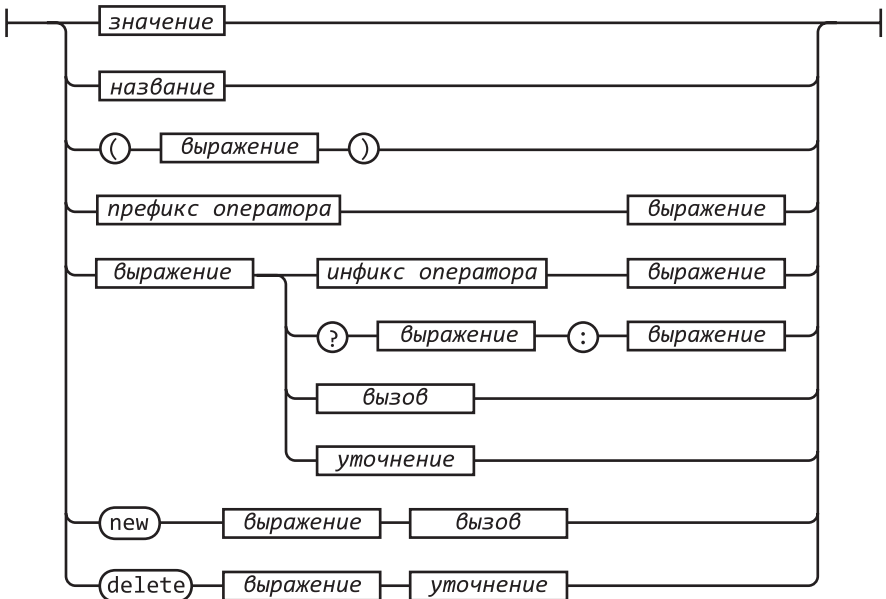 значение
название
( выражение )
префикс оператора выражение
выражение инфикс оператора выражение
? выражение : выражение
вызов
уточнение
new выражение вызов
delete выражение уточнение